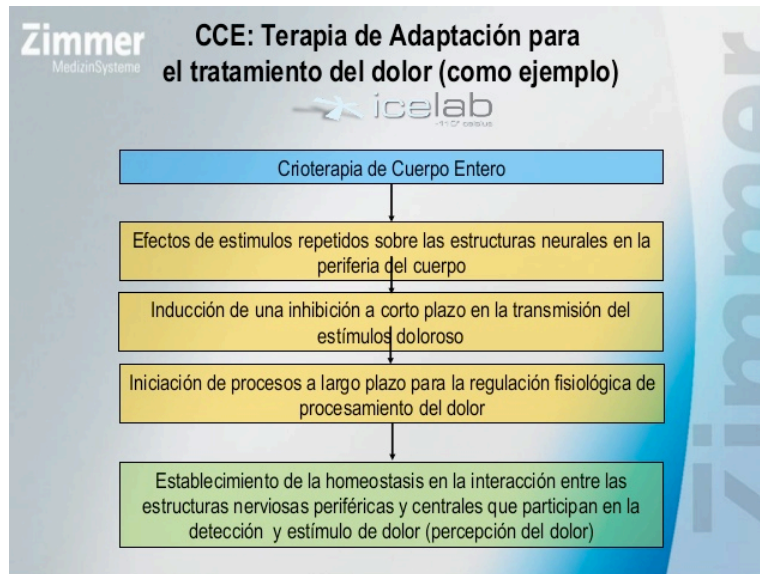 Zimmer
MedizinSysteme
CCE: Terapia de Adaptación para
el tratamiento del dolor (como ejemplo)
icelab
-110° celsius
Crioterapia de Cuerpo Entero
Efectos de estimulos repetidos sobre las estructuras neurales en la
periferia del cuerpo
Inducción de una inhibición a corto plazo en la transmisión del
estímulos doloroso
Iniciación de procesos a largo plazo para la regulación fisiológica de
procesamiento del dolor
Establecimiento de la homeostasis en la interacción entre las
estructuras nerviosas periféricas y centrales que participan en la
detección y estímulo de dolor (percepción del dolor)
Zimmer